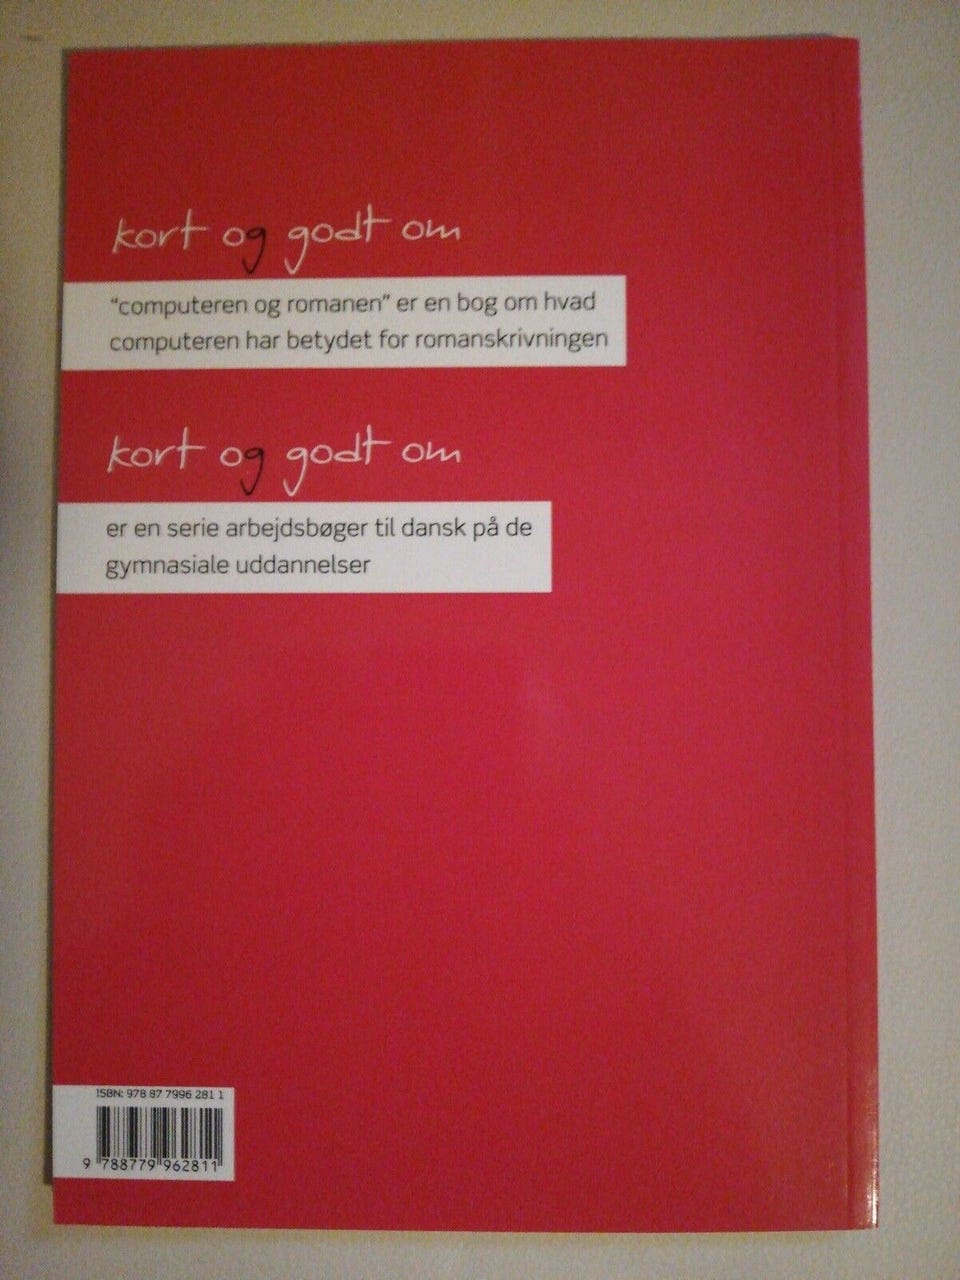 kort og godt om
"computeren og romanen" er en bog om hvad
computeren har betydet for romanskrivningen
kort og godt om
er en serie arbejdsbøger til dansk på de
gymnasiale uddannelser
ISBN: 978 87 7996 281 1
9 788779 962811